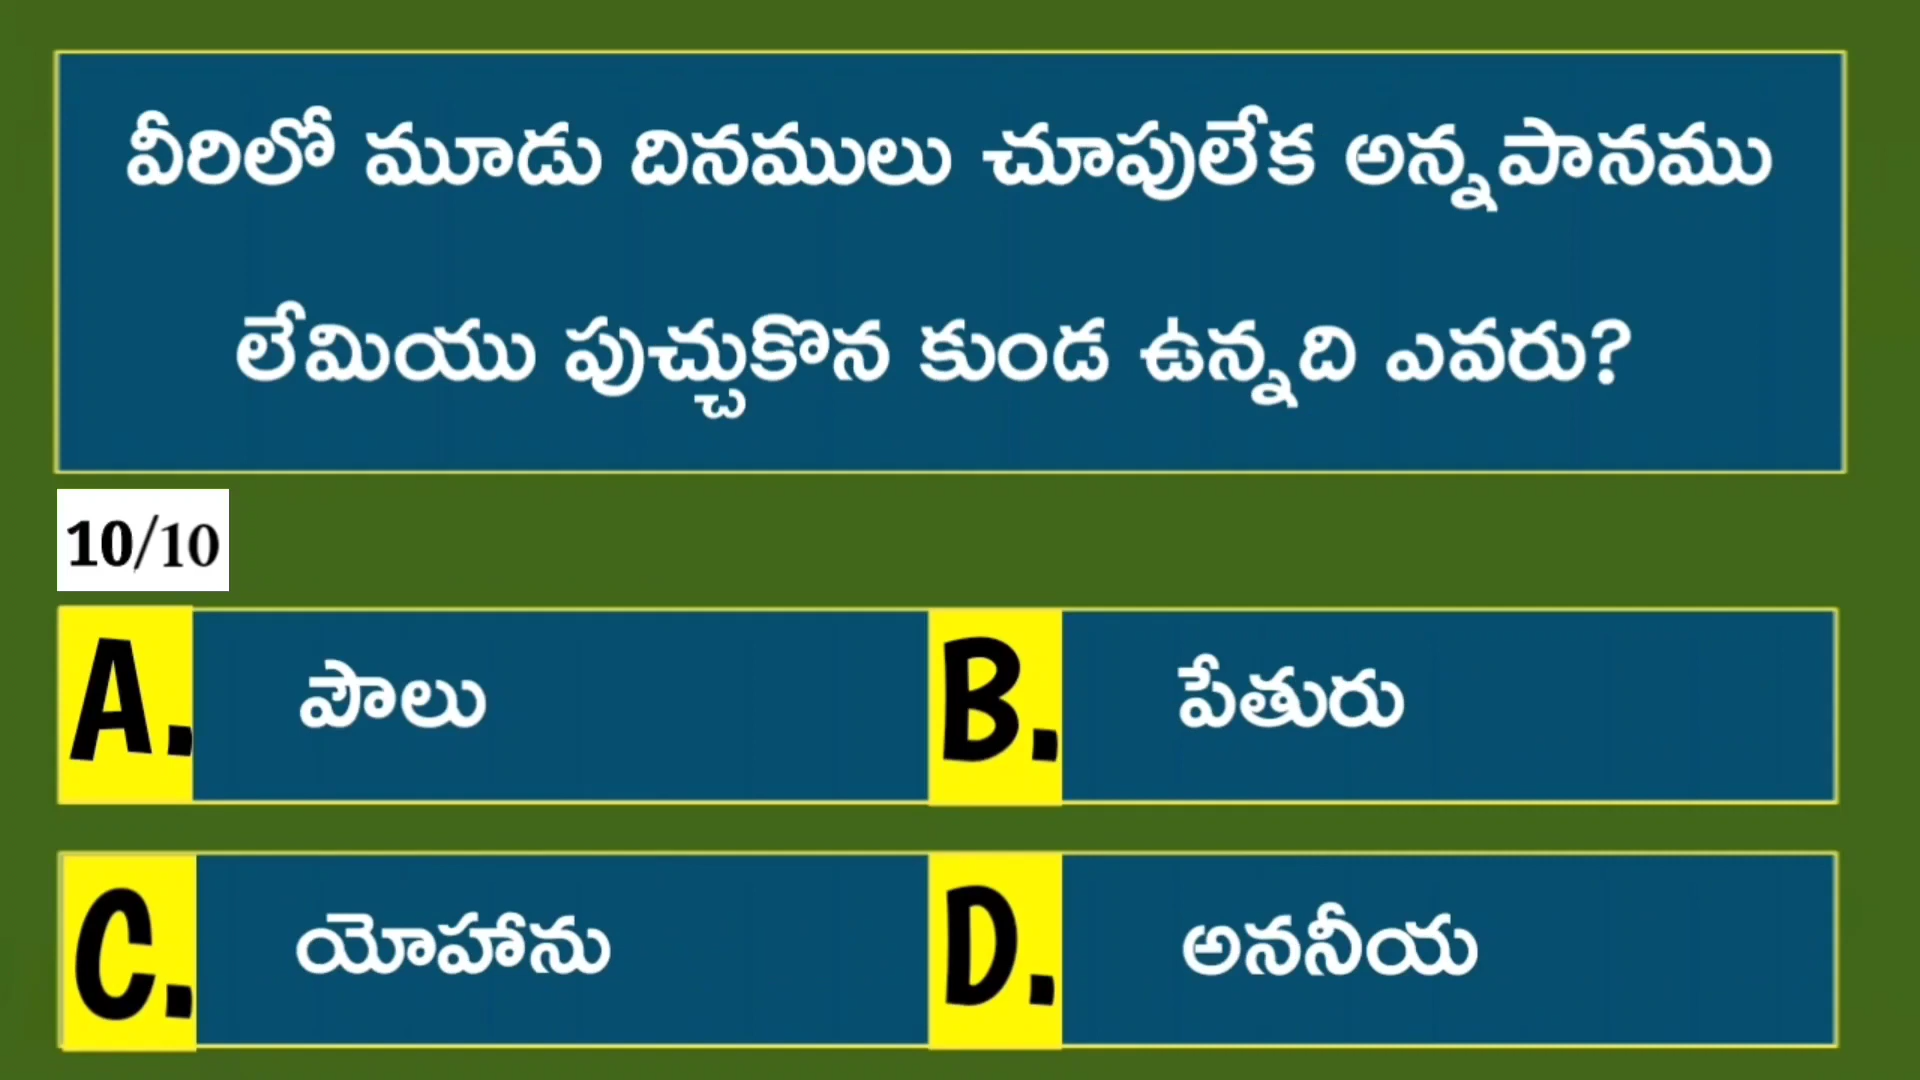 వీరిలో మూడు దినములు చూపులేక అన్నపానము
లేమియు పుచ్చుకొన కుండ ఉన్నది ఎవరు?
10/10
A. పౌలు
B. పేతురు
C. యోహాను
D. అననీయ